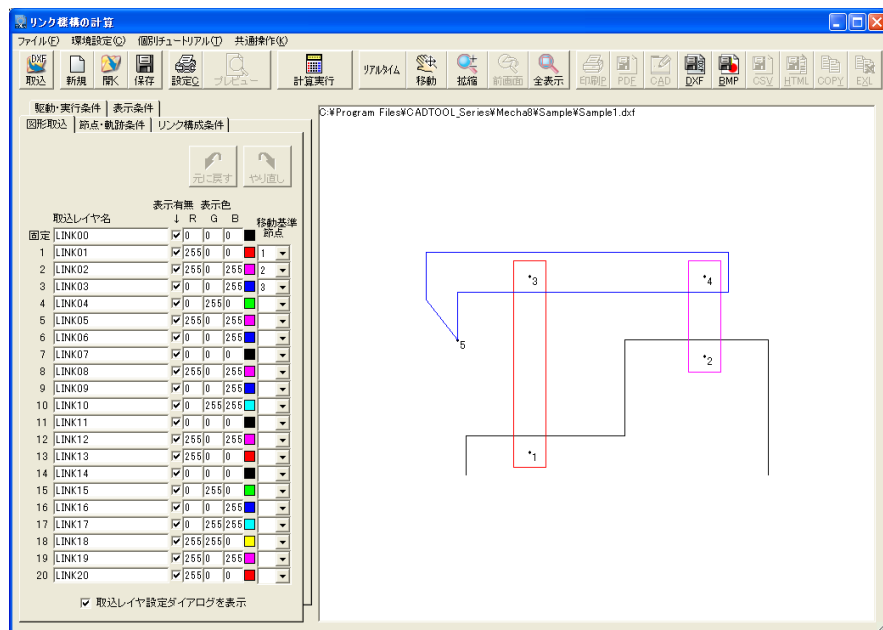 リンク機構の計算
ファイル(F) 環境設定(C) 個別チュートリアル(T) 共通操作(K)
DXF 取込 新規 開く 保存 設定C プレビュー 計算実行 リアルタイム 移動 拡縮 前画面 全表示 印刷P PDF CAD DXF BMP CSV HTML COPY EXL
駆動・実行条件 表示条件
図形取込 節点・軌跡条件 リンク構成条件
元に戻す やり直し
表示有無 表示色
取込レイヤ名 ↓ R G B 移動基準節点
固定 LINK00 0 0 0
1 LINK01 255 0 0 1
2 LINK02 255 0 255 2
3 LINK03 0 0 255 3
4 LINK04 0 255 0
5 LINK05 255 0 255
6 LINK06 0 0 255
7 LINK07 0 0 0
8 LINK08 255 0 255
9 LINK09 0 0 255
10 LINK10 0 255 255
11 LINK11 0 0 0
12 LINK12 255 0 255
13 LINK13 255 0 0
14 LINK14 0 0 0
15 LINK15 0 255 0
16 LINK16 0 0 255
17 LINK17 0 255 255
18 LINK18 255 255 0
19 LINK19 255 0 255
20 LINK20 255 0 0
取込レイヤ設定ダイアログを表示
C:¥Program Files¥CADTOOL_Series¥Mecha8¥Sample¥Sample1.dxf
3
4
5
2
1